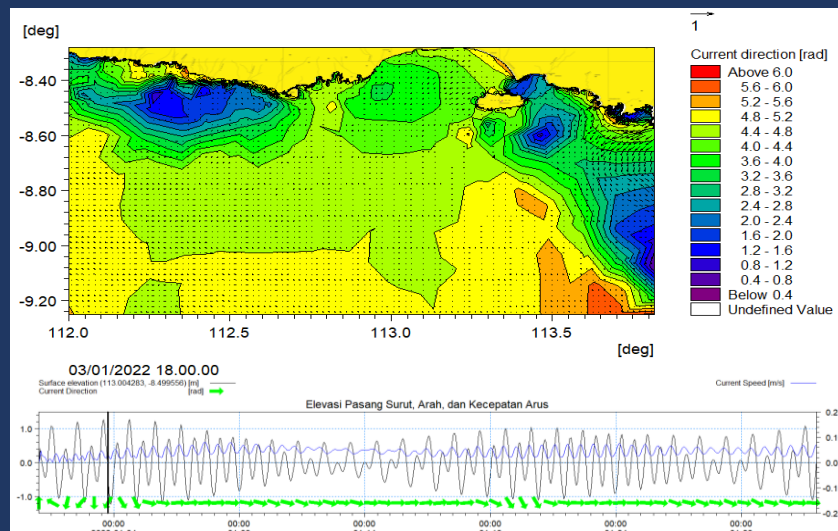 [deg]
1
Current direction [rad]
Above 6.0
5.6 - 6.0
5.2 - 5.6
4.8 - 5.2
4.4 - 4.8
4.0 - 4.4
3.6 - 4.0
3.2 - 3.6
2.8 - 3.2
2.4 - 2.8
2.0 - 2.4
1.6 - 2.0
1.2 - 1.6
0.8 - 1.2
0.4 - 0.8
Below 0.4
Undefined Value
-8.40
-8.60
-8.80
-9.00
-9.20
112.0
112.5
113.0
113.5
[deg]
03/01/2022 18.00.00
Surface elevation (113.004283, -8.499556) [m]
Current Direction [rad]
Current Speed [m/s]
Elevasi Pasang Surut, Arah, dan Kecepatan Arus
1.0
0.0
-1.0
0.2
0.1
0.0
-0.1
-0.2
00:00
00:00
00:00
00:00
00:00
00:00